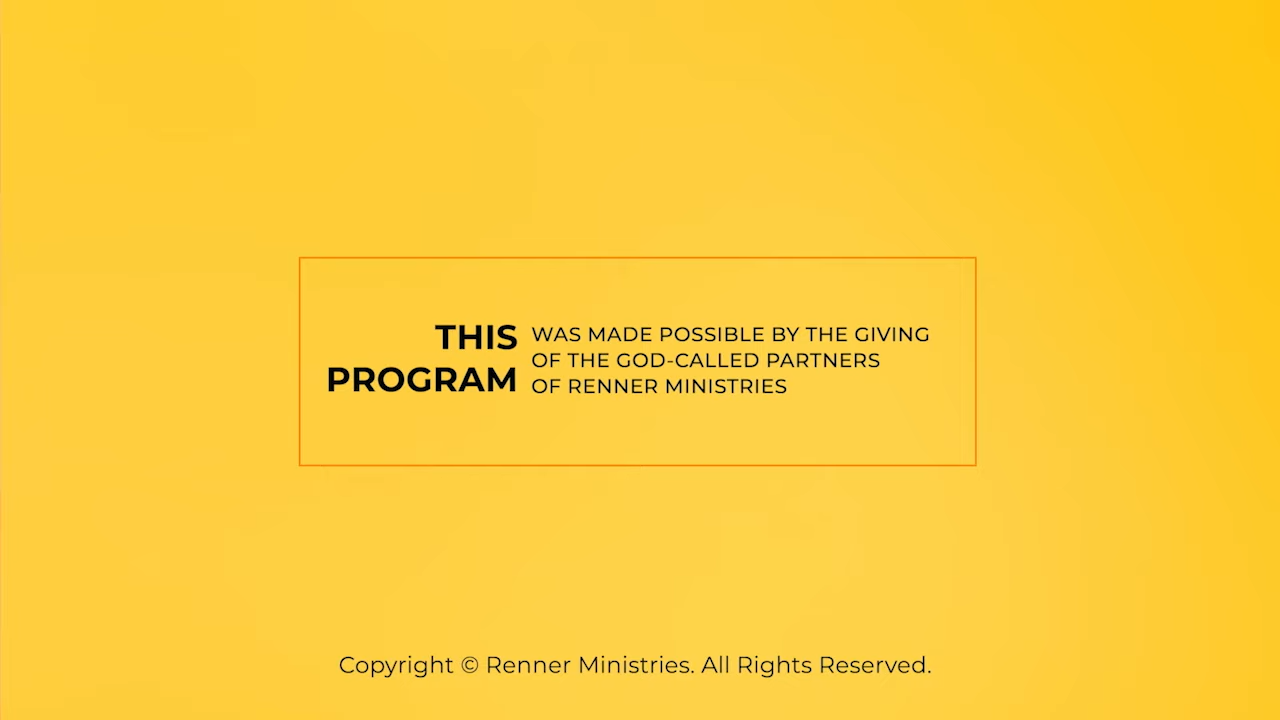 THIS PROGRAM
WAS MADE POSSIBLE BY THE GIVING
OF THE GOD-CALLED PARTNERS
OF RENNER MINISTRIES
Copyright © Renner Ministries. All Rights Reserved.